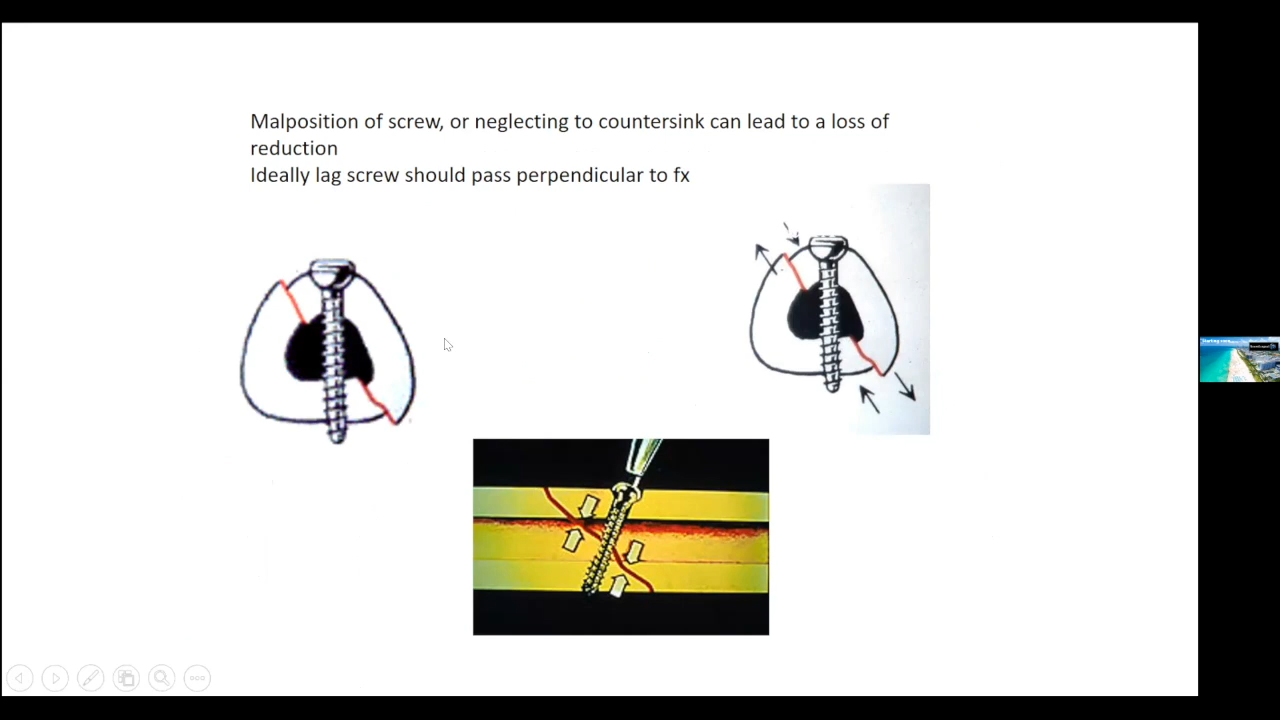 Malposition of screw, or neglecting to countersink can lead to a loss of
reduction
Ideally lag screw should pass perpendicular to fx